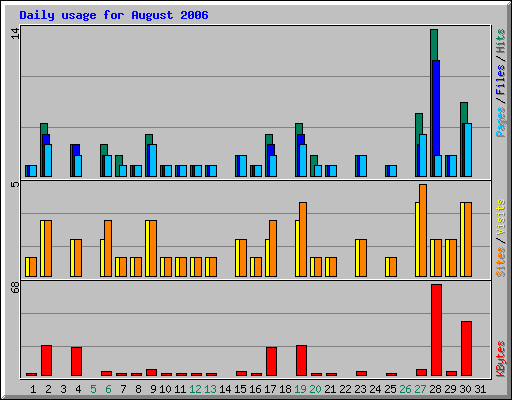 Daily usage for August 2006
14
Pages / Files / Hits
5
Sites / Visits
68
KBytes
1 2 3 4 5 6 7 8 9 10 11 12 13 14 15 16 17 18 19 20 21 22 23 24 25 26 27 28 29 30 31